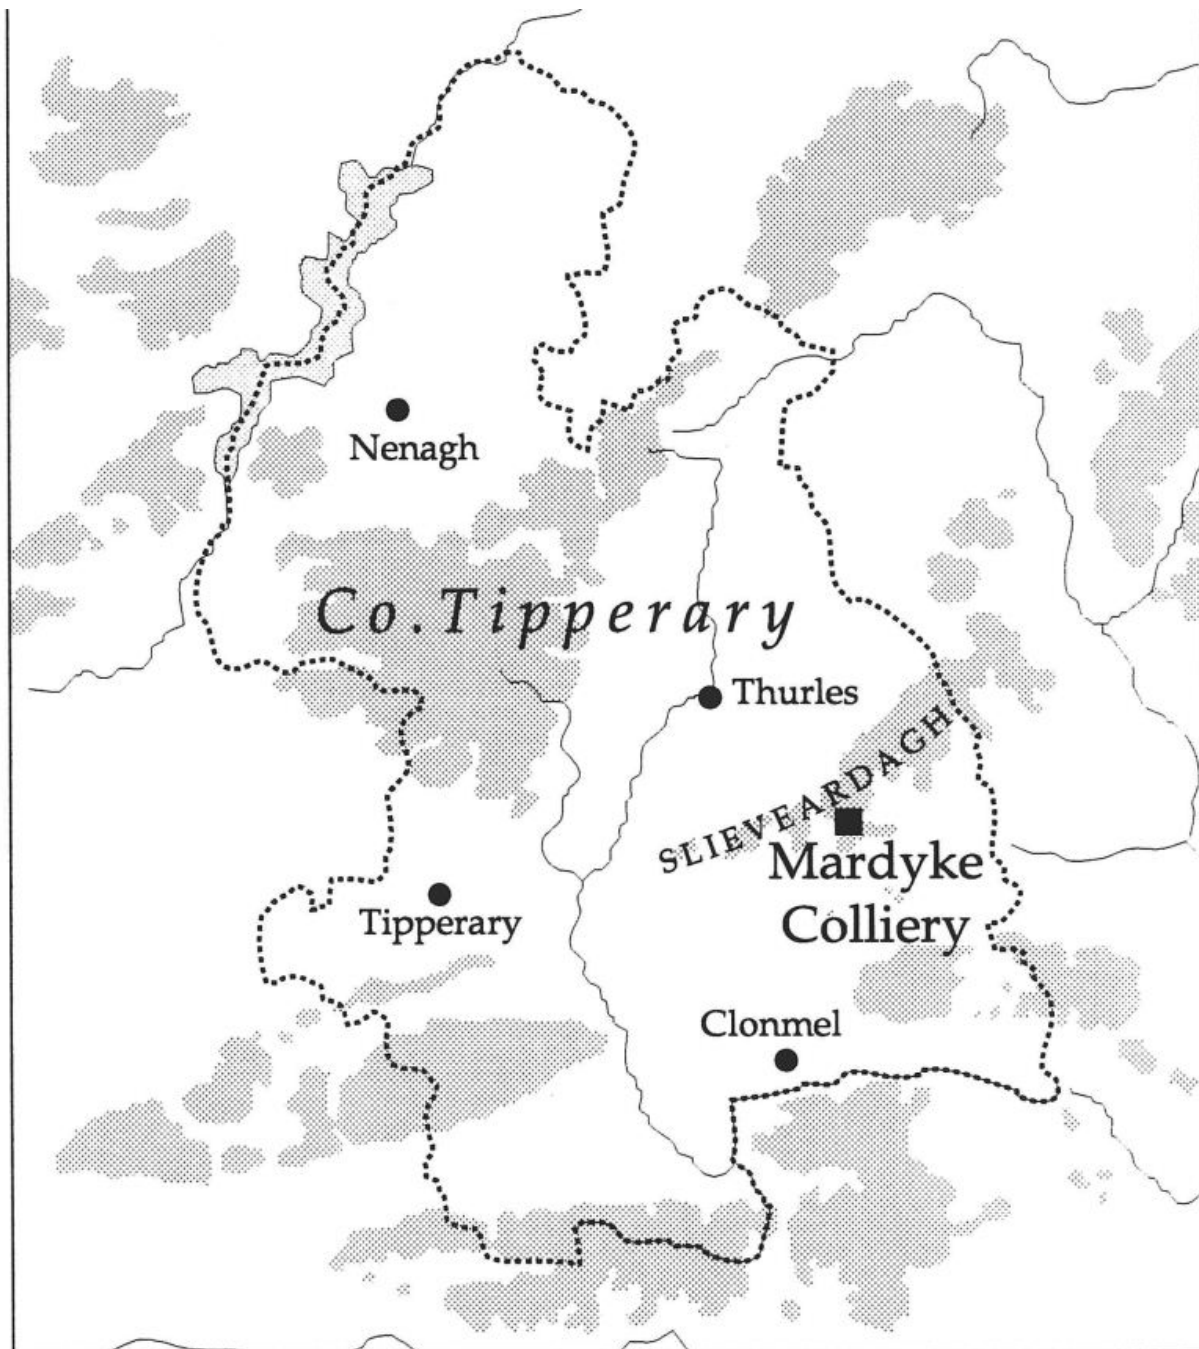 Nenagh
Co. Tipperary
Thurles
SLIEVEARDAGH
Mardyke
Colliery
Tipperary
Clonmel